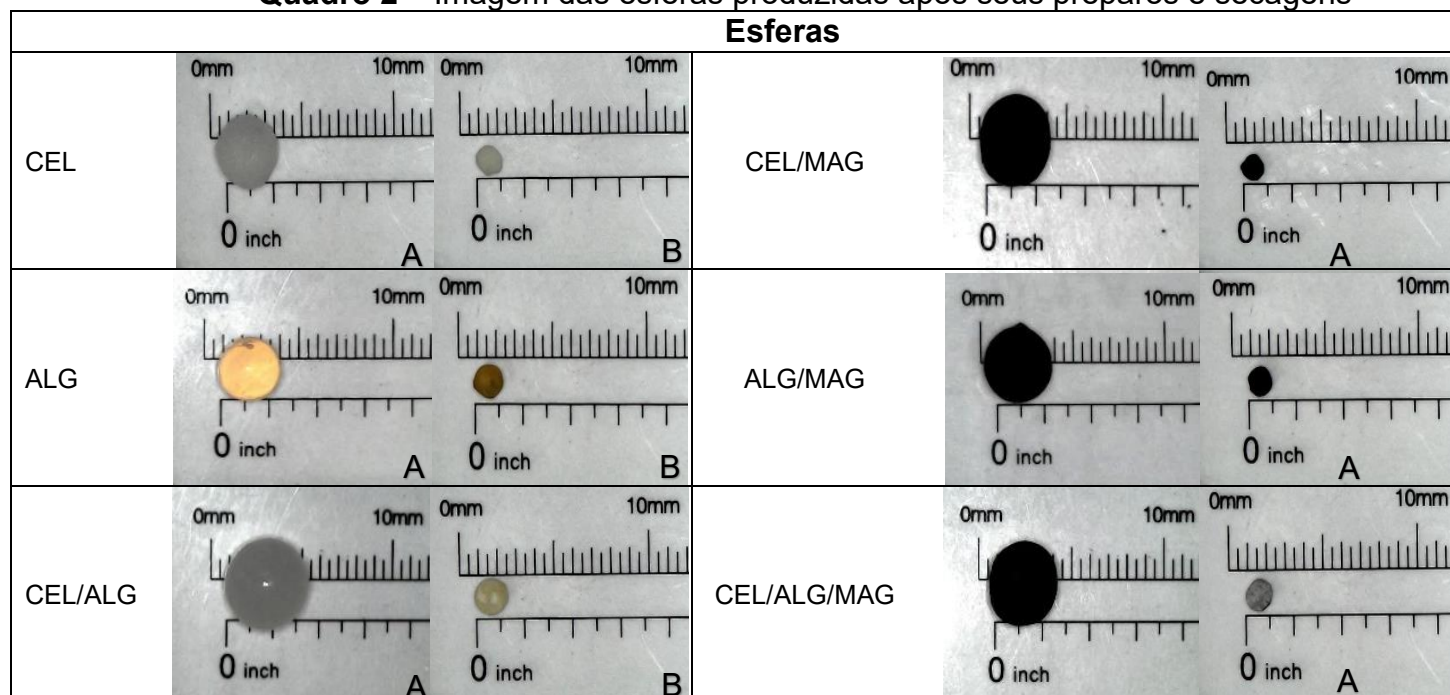 Quadro 2 – Imagem das esferas produzidas após seus preparos e secagens
Esferas
CEL
0mm 10mm
0 inch
A
0mm 10mm
0 inch
B
CEL/MAG
0mm 10mm
0 inch
0mm 10mm
0 inch
A
ALG
0mm 10mm
0 inch
A
0mm 10mm
0 inch
B
ALG/MAG
0mm 10mm
0 inch
0mm 10mm
0 inch
A
CEL/ALG
0mm 10mm
0 inch
A
0mm 10mm
0 inch
B
CEL/ALG/MAG
0mm 10mm
0 inch
0mm 10mm
0 inch
A